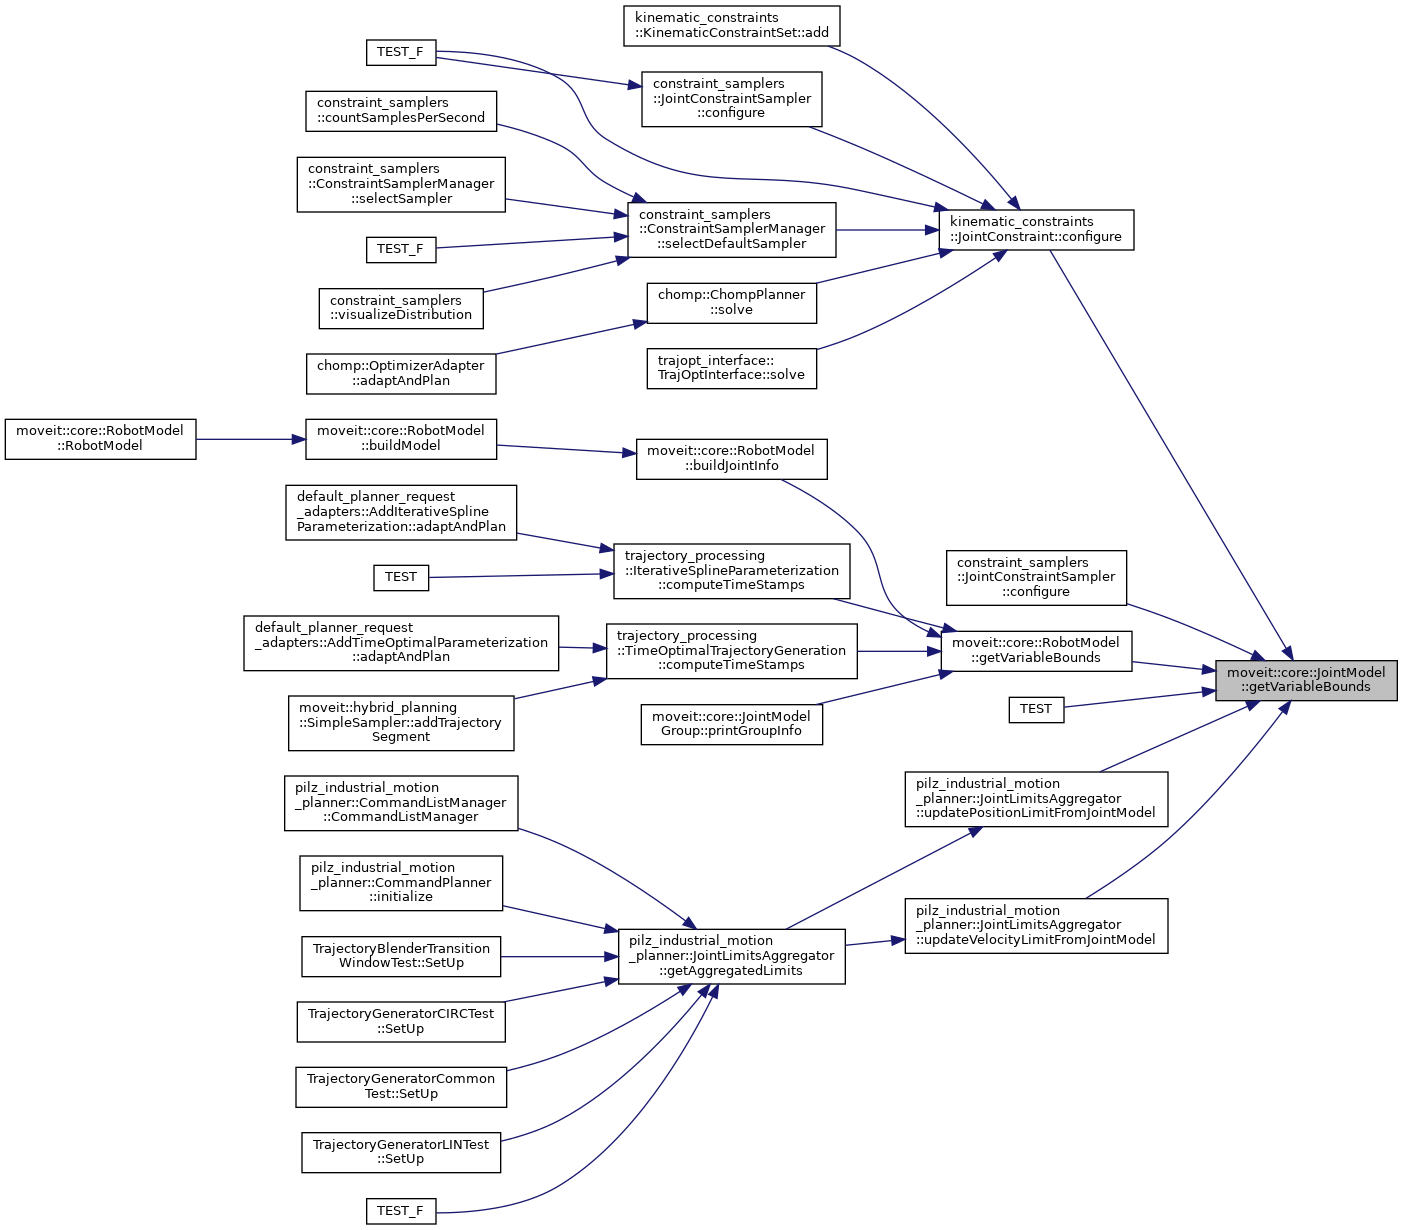 kinematic_constraints
::KinematicConstraintSet::add
TEST_F
constraint_samplers
::JointConstraintSampler
::configure
constraint_samplers
::countSamplesPerSecond
constraint_samplers
::ConstraintSamplerManager
::selectSampler
constraint_samplers
::ConstraintSamplerManager
::selectDefaultSampler
kinematic_constraints
::JointConstraint::configure
TEST_F
constraint_samplers
::visualizeDistribution
chomp::ChompPlanner
::solve
chomp::OptimizerAdapter
::adaptAndPlan
trajopt_interface::
TrajOptInterface::solve
moveit::core::RobotModel
::RobotModel
moveit::core::RobotModel
::buildModel
moveit::core::RobotModel
::buildJointInfo
default_planner_request
_adapters::AddIterativeSpline
Parameterization::adaptAndPlan
trajectory_processing
::IterativeSplineParameterization
::computeTimeStamps
constraint_samplers
::JointConstraintSampler
::configure
TEST
default_planner_request
_adapters::AddTimeOptimalParameterization
::adaptAndPlan
trajectory_processing
::TimeOptimalTrajectoryGeneration
::computeTimeStamps
moveit::core::RobotModel
::getVariableBounds
moveit::core::JointModel
::getVariableBounds
moveit::hybrid_planning
::SimpleSampler::addTrajectory
Segment
moveit::core::JointModel
Group::printGroupInfo
TEST
pilz_industrial_motion
_planner::CommandListManager
::CommandListManager
pilz_industrial_motion
_planner::JointLimitsAggregator
::updatePositionLimitFromJointModel
pilz_industrial_motion
_planner::CommandPlanner
::initialize
pilz_industrial_motion
_planner::JointLimitsAggregator
::updateVelocityLimitFromJointModel
TrajectoryBlenderTransition
WindowTest::SetUp
pilz_industrial_motion
_planner::JointLimitsAggregator
::getAggregatedLimits
TrajectoryGeneratorCIRCTest
::SetUp
TrajectoryGeneratorCommon
Test::SetUp
TrajectoryGeneratorLINTest
::SetUp
TEST_F